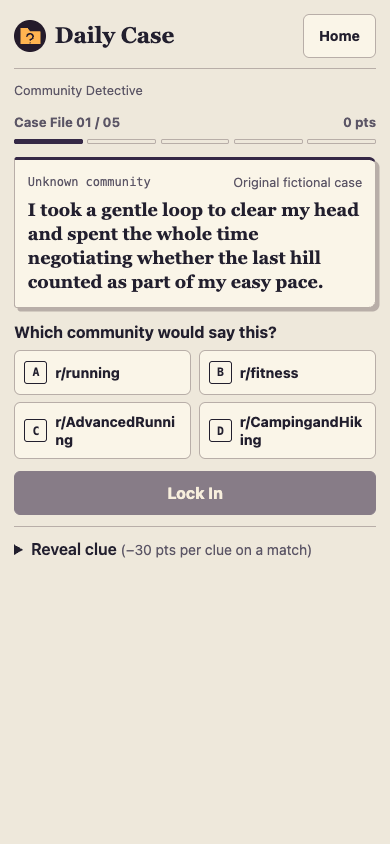 Daily Case
Home
Community Detective
Case File 01 / 05
0 pts
Unknown community
Original fictional case
I took a gentle loop to clear my head
and spent the whole time
negotiating whether the last hill
counted as part of my easy pace.
Which community would say this?
A r/running
B r/fitness
C r/AdvancedRunni
ng
D r/CampingandHik
ing
Lock In
Reveal clue (−30 pts per clue on a match)